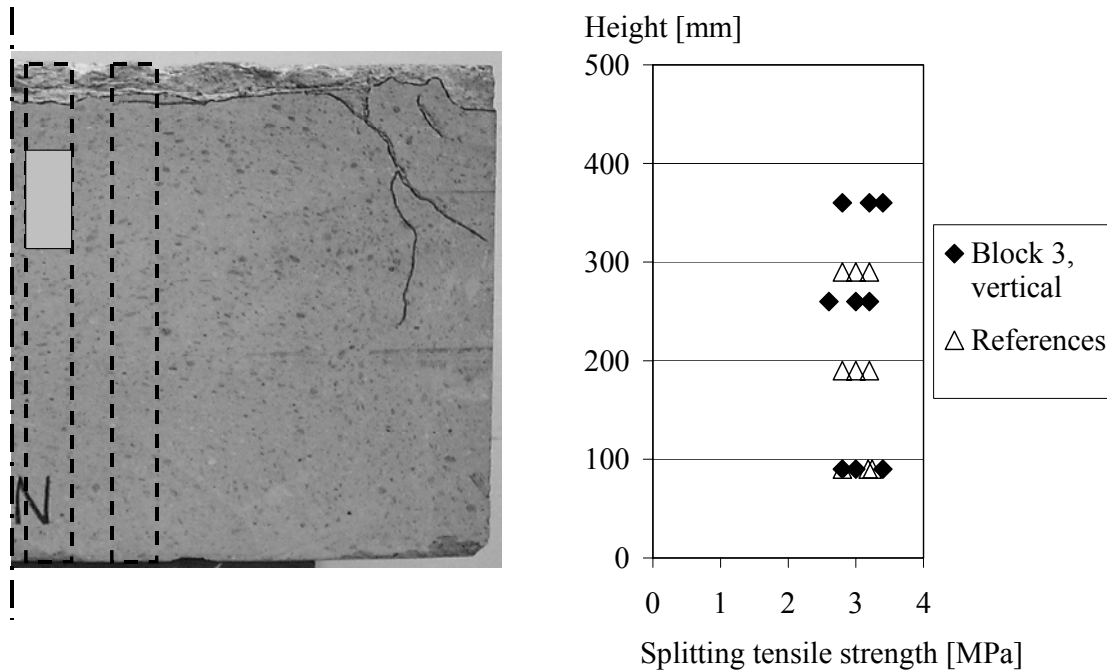 N
Height [mm]
500
400
300
200
100
0
0 1 2 3 4
Splitting tensile strength [MPa]
Block 3,
vertical
References